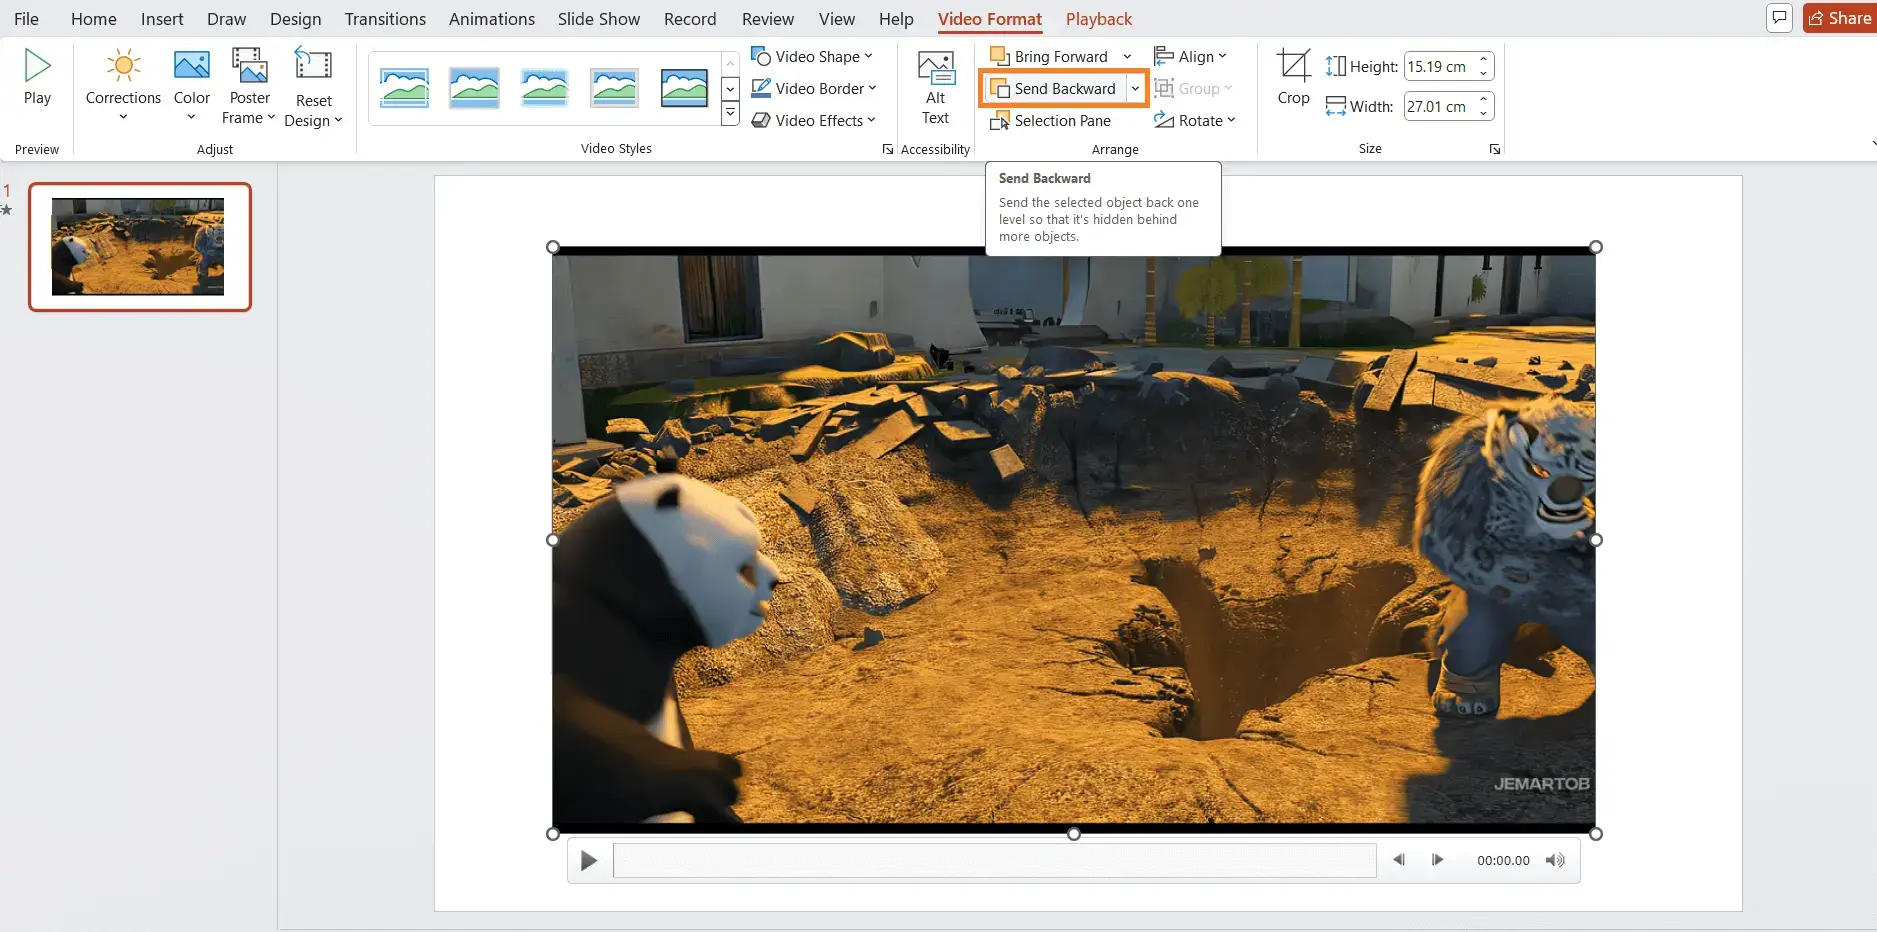 File Home Insert Draw Design Transitions Animations Slide Show Record Review View Help Video Format Playback Share
Play
Preview
Corrections
Color
Poster
Frame
Reset
Design
Adjust
Video Styles
Video Shape
Video Border
Video Effects
Alt
Text
Accessibility
Bring Forward
Send Backward
Selection Pane
Align
Group
Rotate
Arrange
Crop
Height: 15.19 cm
Width: 27.01 cm
Size
Send Backward
Send the selected object back one
level so that it's hidden behind
more objects.
1
JEMARTOB
00:00.00